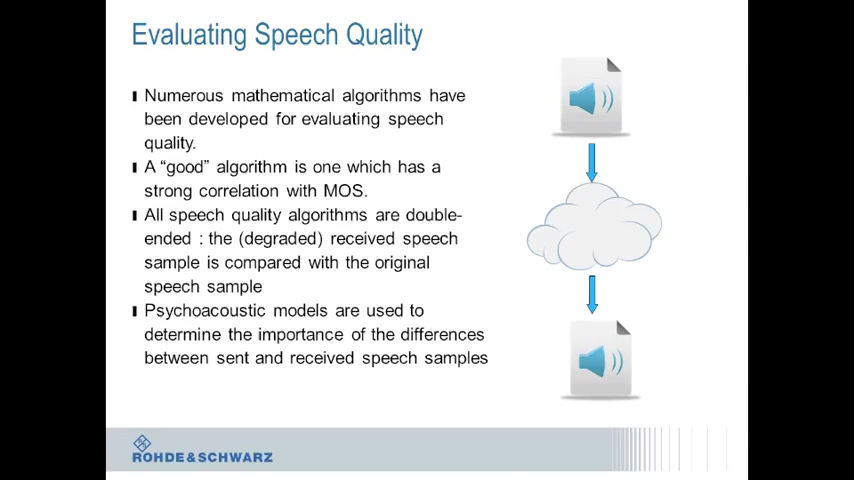 Evaluating Speech Quality
Numerous mathematical algorithms have
been developed for evaluating speech
quality.
A “good” algorithm is one which has a
strong correlation with MOS.
All speech quality algorithms are double-
ended : the (degraded) received speech
sample is compared with the original
speech sample
Psychoacoustic models are used to
determine the importance of the differences
between sent and received speech samples
ROHDE&SCHWARZ